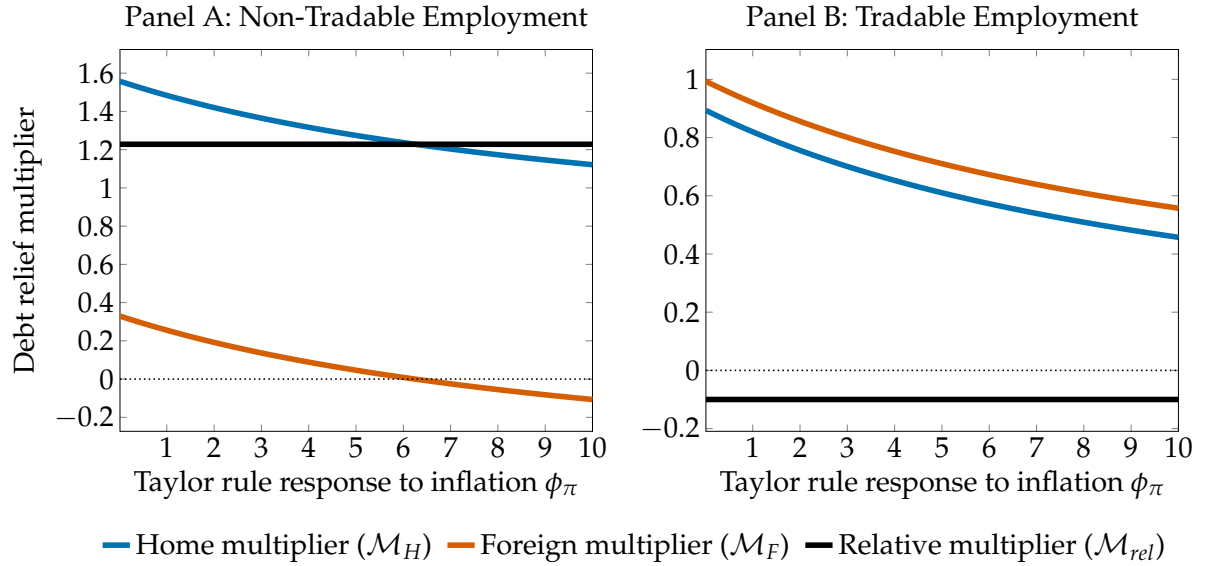 Panel A: Non-Tradable Employment
Panel B: Tradable Employment
Debt relief multiplier
1.6
1.4
1.2
1
0.8
0.6
0.4
0.2
0
−0.2
1 2 3 4 5 6 7 8 9 10
Taylor rule response to inflation ϕπ
1
0.8
0.6
0.4
0.2
0
−0.2
1 2 3 4 5 6 7 8 9 10
Taylor rule response to inflation ϕπ
Home multiplier (ℳH) Foreign multiplier (ℳF) Relative multiplier (ℳrel)